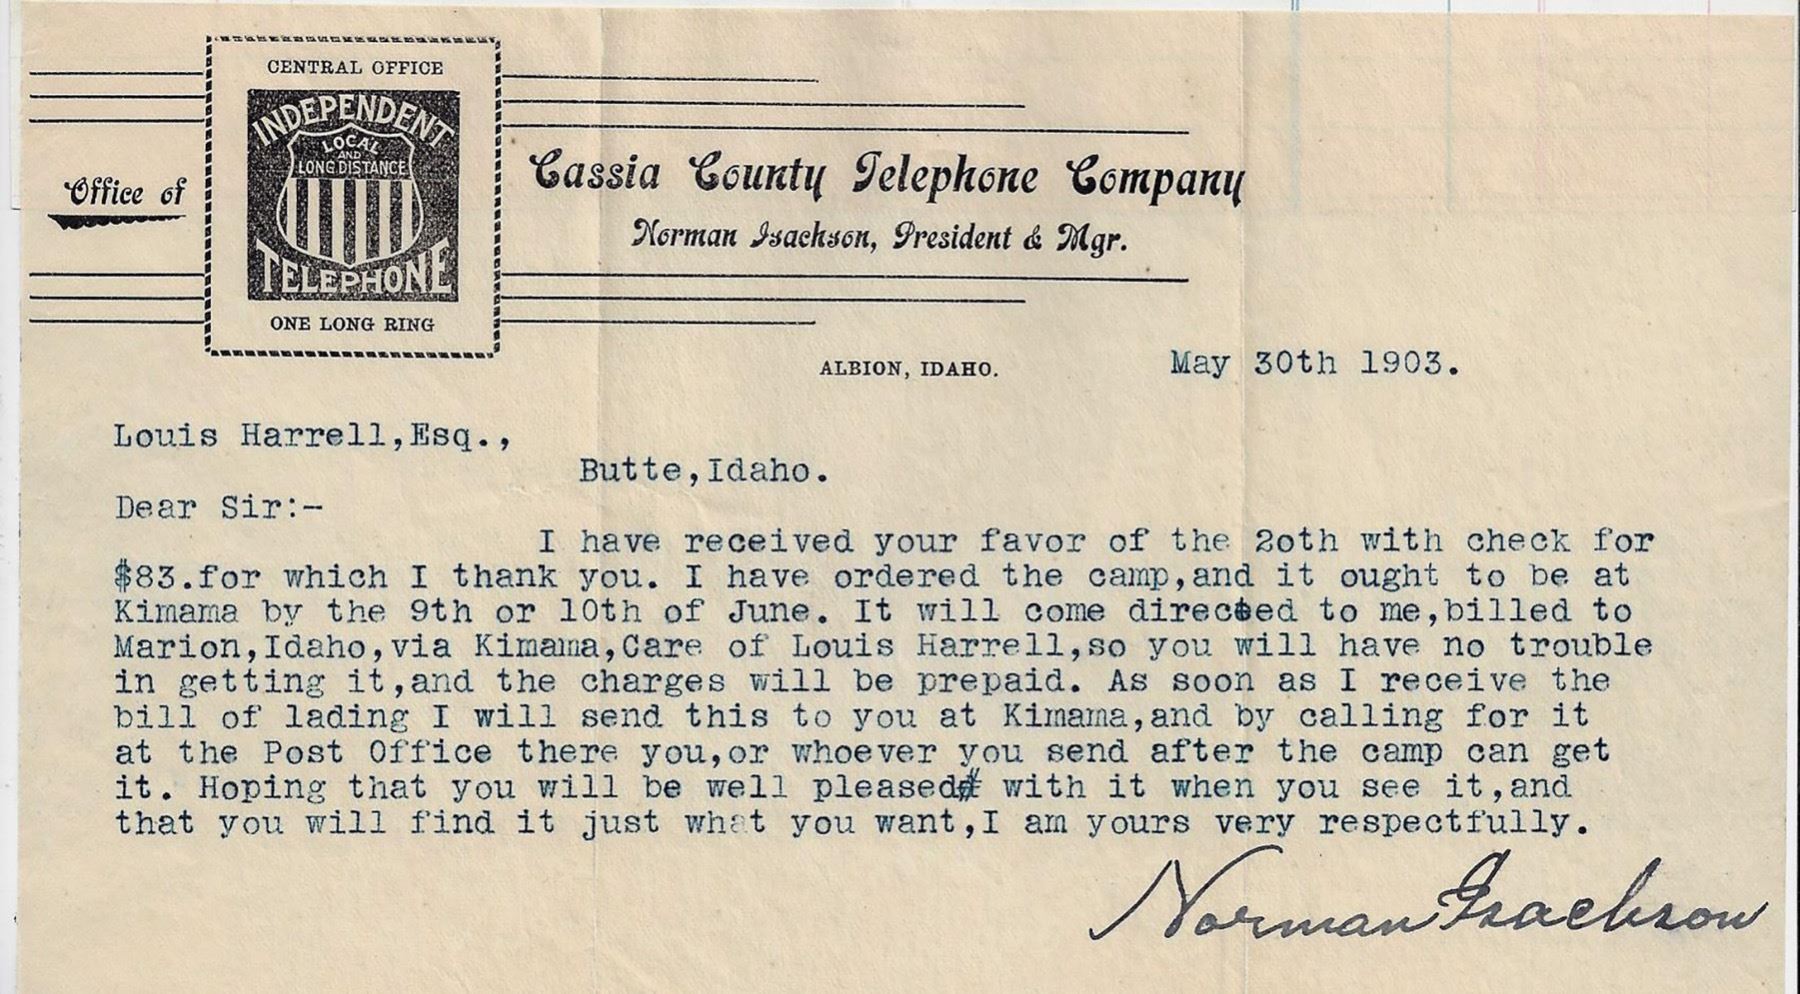 CENTRAL OFFICE
INDEPENDENT
LOCAL
AND
LONG DISTANCE
TELEPHONE
ONE LONG RING
Office of
Cassia County Telephone Company
Norman Isachson, President & Mgr.
ALBION, IDAHO.
May 30th 1903.
Louis Harrell,Esq.,
Butte,Idaho.
Dear Sir:-
I have received your favor of the 2oth with check for
$83.for which I thank you. I have ordered the camp,and it ought to be at
Kimama by the 9th or 10th of June. It will come directed to me,billed to
Marion,Idaho,via Kimama,Care of Louis Harrell,so you will have no trouble
in getting it,and the charges will be prepaid. As soon as I receive the
bill of lading I will send this to you at Kimama,and by calling for it
at the Post Office there you,or whoever you send after the camp can get
it. Hoping that you will be well pleased with it when you see it,and
that you will find it just what you want,I am yours very respectfully.
Norman Isachson